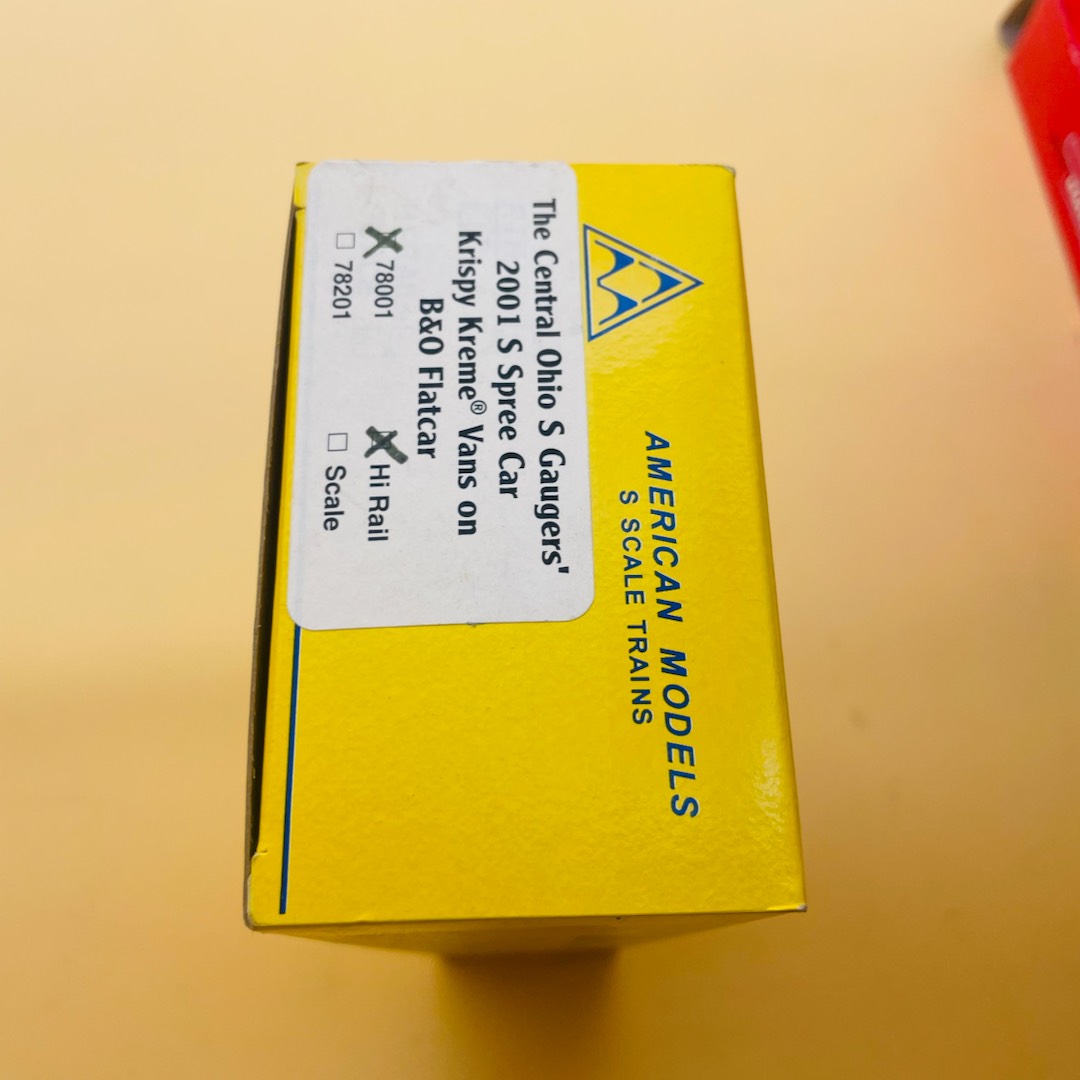 AMERICAN MODELS
S SCALE TRAINS
The Central Ohio S Gaugers'
2001 S Spree Car
Krispy Kreme® Vans on
B&O Flatcar
78001 Hi Rail
78201 Scale